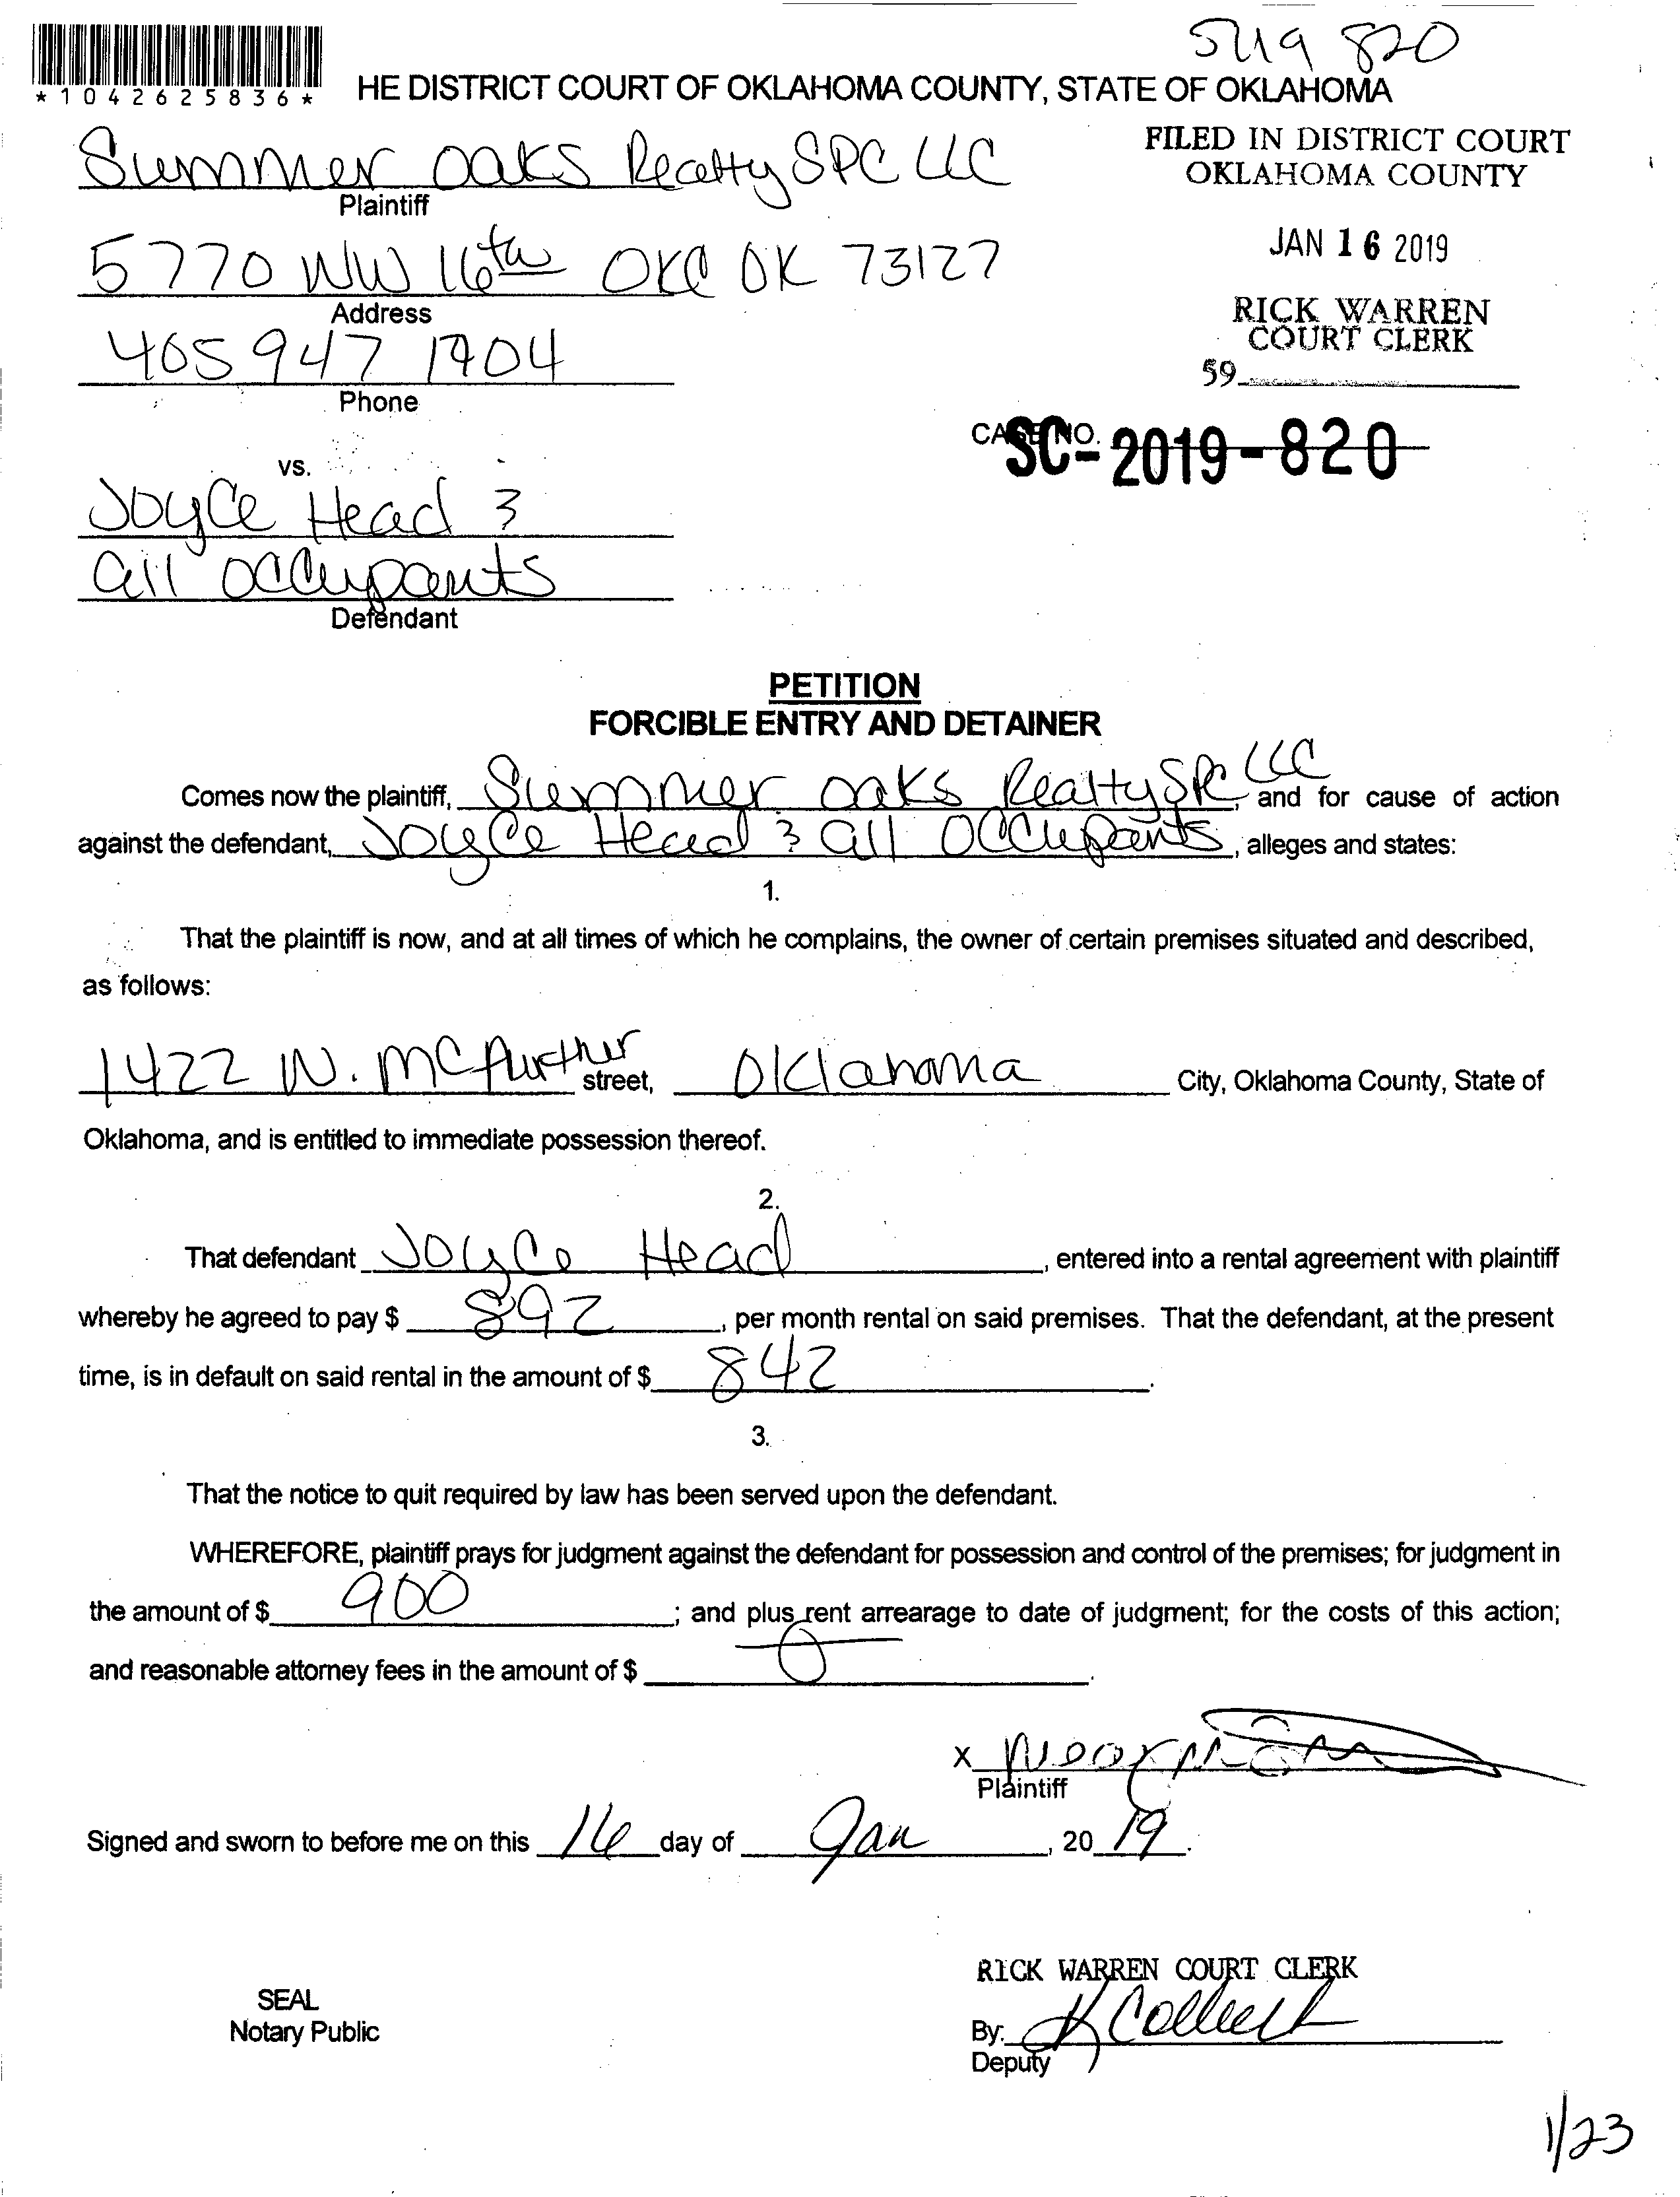 SM19 820
*1042625836*
HE DISTRICT COURT OF OKLAHOMA COUNTY, STATE OF OKLAHOMA
Summer oaks Realty SPC LLC
Plaintiff
FILED IN DISTRICT COURT
OKLAHOMA COUNTY
5770 NW 16th OKC OK 73127
Address
JAN 16 2019
405 947 1904
Phone
RICK WARREN
COURT CLERK
59
CASE NO. SC-2019-820
vs.
Joyce Head &
all occupants
Defendant
PETITION
FORCIBLE ENTRY AND DETAINER
Comes now the plaintiff, Summer oaks Realty SPC LLC, and for cause of action
against the defendant, Joyce Head & all occupants, alleges and states:
1.
That the plaintiff is now, and at all times of which he complains, the owner of certain premises situated and described,
as follows:
1422 N. McArthur street, Oklahoma City, Oklahoma County, State of
Oklahoma, and is entitled to immediate possession thereof.
2.
That defendant Joyce Head, entered into a rental agreement with plaintiff
whereby he agreed to pay $ 892, per month rental on said premises. That the defendant, at the present
time, is in default on said rental in the amount of $ 842.
3.
That the notice to quit required by law has been served upon the defendant.
WHEREFORE, plaintiff prays for judgment against the defendant for possession and control of the premises; for judgment in
the amount of $ 900; and plus rent arrearage to date of judgment; for the costs of this action;
and reasonable attorney fees in the amount of $ 0.
X
Plaintiff
Signed and sworn to before me on this 16 day of Jan, 2019.
RICK WARREN COURT CLERK
SEAL
Notary Public
By:
Deputy
1/23